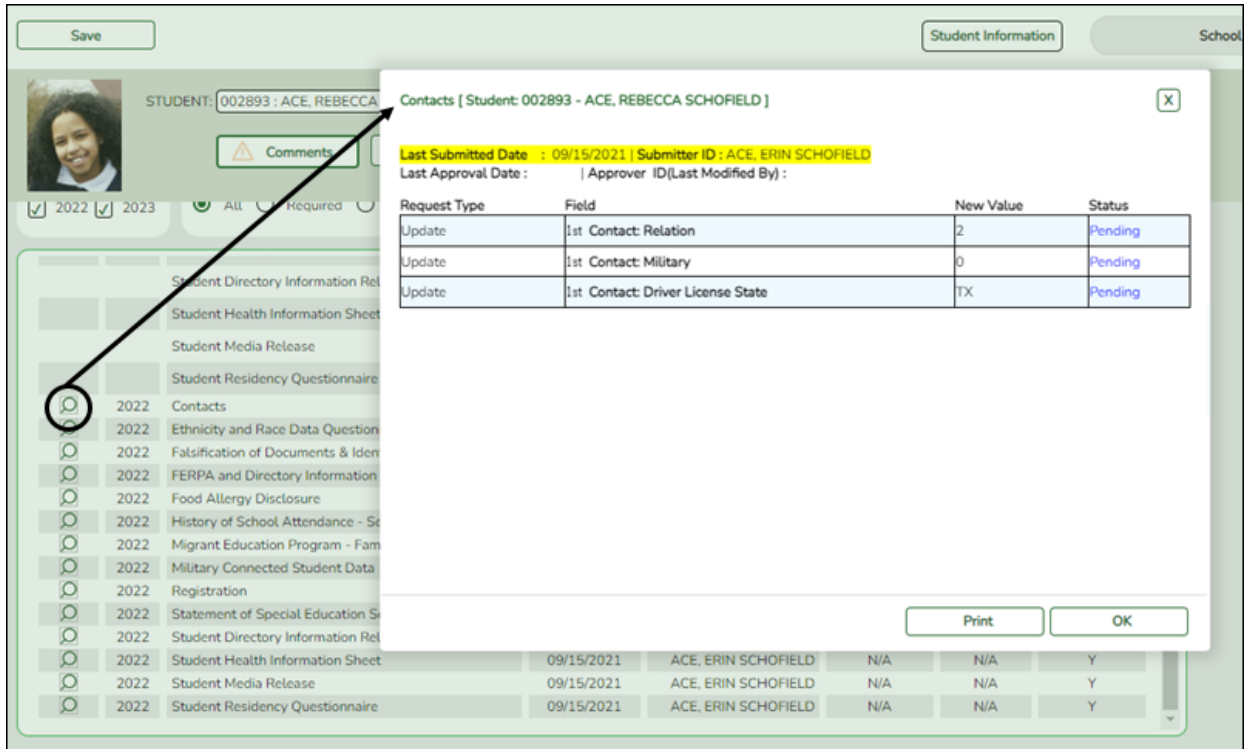 Save
Student Information
School
STUDENT: 002893 : ACE, REBECCA
Comments
2022 2023 All Required
Contacts [ Student: 002893 - ACE, REBECCA SCHOFIELD ]
X
Last Submitted Date : 09/15/2021 | Submitter ID : ACE, ERIN SCHOFIELD
Last Approval Date : | Approver ID(Last Modified By) :
Request Type Field New Value Status
Update 1st Contact: Relation 2 Pending
Update 1st Contact: Military 0 Pending
Update 1st Contact: Driver License State TX Pending
Print OK
Student Directory Information Rel
Student Health Information Sheet
Student Media Release
Student Residency Questionnaire
2022 Contacts
2022 Ethnicity and Race Data Question
2022 Falsification of Documents & Iden
2022 FERPA and Directory Information
2022 Food Allergy Disclosure
2022 History of School Attendance - Sc
2022 Migrant Education Program - Fam
2022 Military Connected Student Data
2022 Registration
2022 Statement of Special Education Se
2022 Student Directory Information Rel
2022 Student Health Information Sheet 09/15/2021 ACE, ERIN SCHOFIELD N/A N/A Y
2022 Student Media Release 09/15/2021 ACE, ERIN SCHOFIELD N/A N/A Y
2022 Student Residency Questionnaire 09/15/2021 ACE, ERIN SCHOFIELD N/A N/A Y